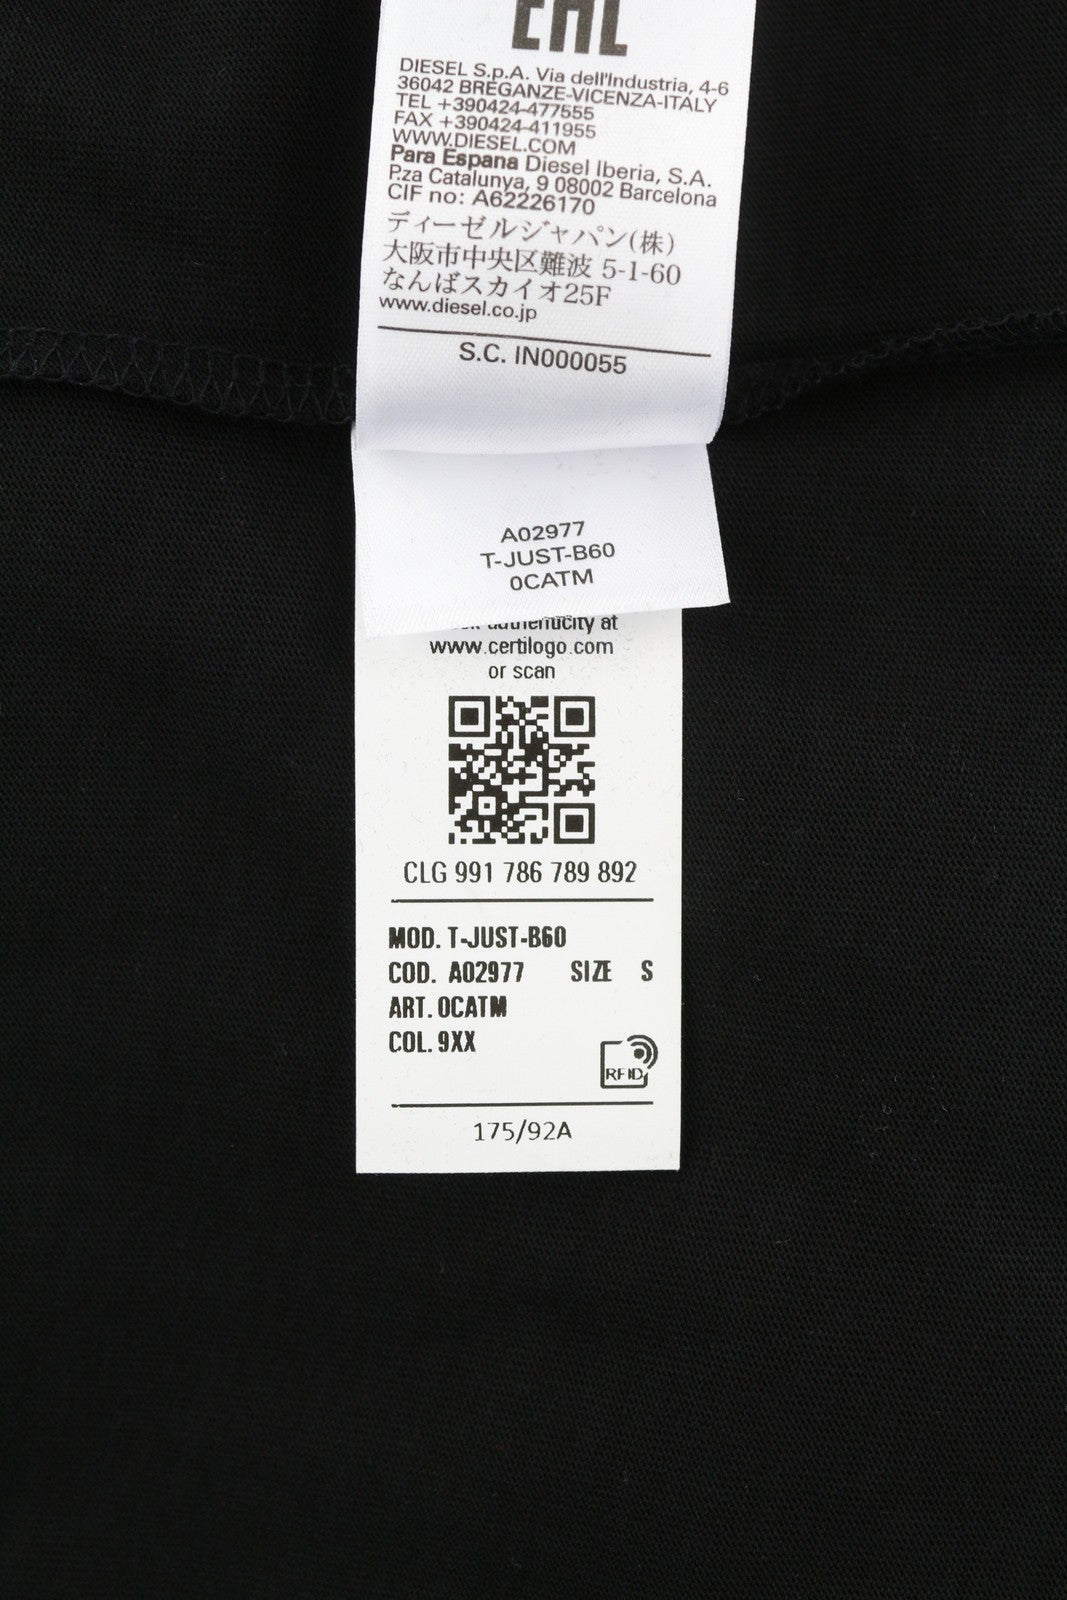 EAC
DIESEL S.p.A. Via dell'Industria, 4-6
36042 BREGANZE-VICENZA-ITALY
TEL +390424-477555
FAX +390424-411955
WWW.DIESEL.COM
Para Espana Diesel Iberia, S.A.
P.za Catalunya, 9 08002 Barcelona
CIF no: A62226170
ディーゼルジャパン(株)
大阪市中央区難波 5-1-60
なんばスカイオ25F
www.diesel.co.jp
S.C. IN000055
A02977
T-JUST-B60
0CATM
authenticity at
www.certilogo.com
or scan
CLG 991 786 789 892
MOD. T-JUST-B60
COD. A02977 SIZE S
ART. 0CATM
COL. 9XX
RFID
175/92A